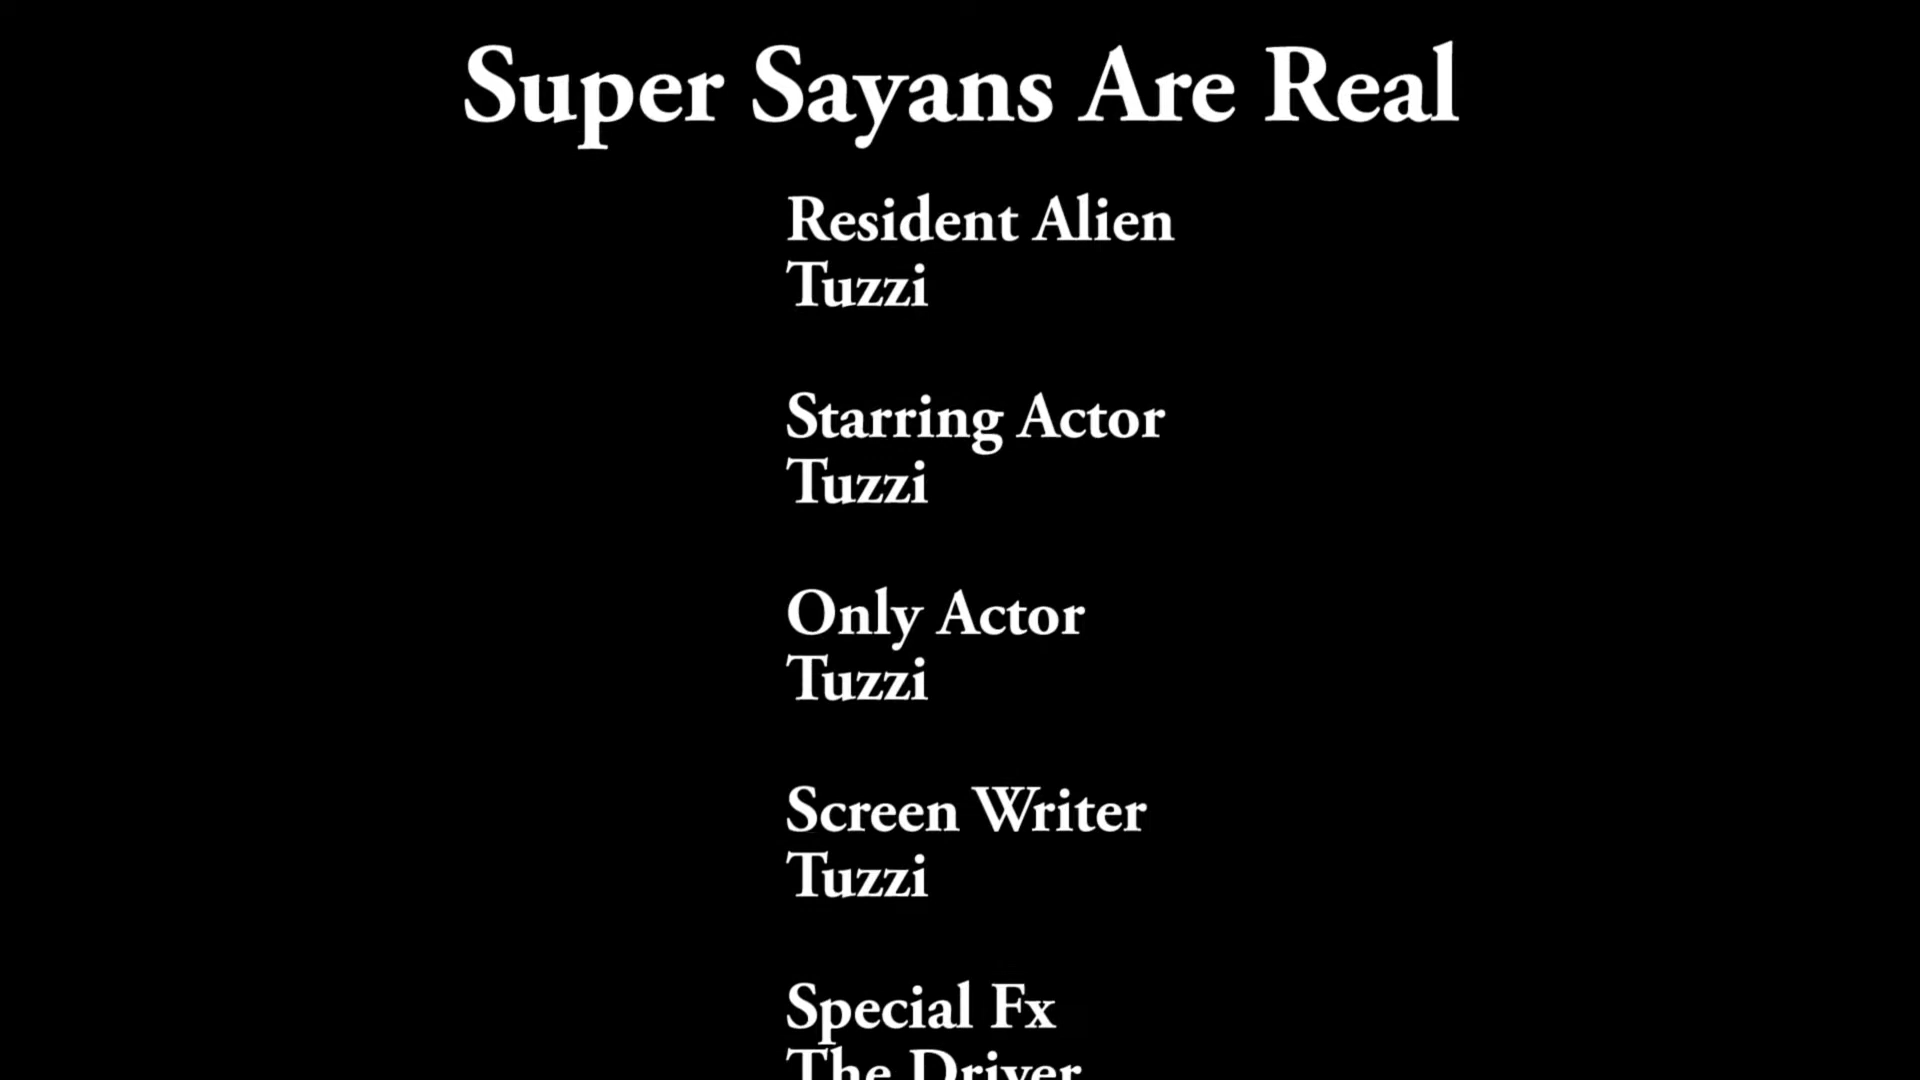 Super Sayans Are Real
Resident Alien
Tuzzi
Starring Actor
Tuzzi
Only Actor
Tuzzi
Screen Writer
Tuzzi
Special Fx
The Driver